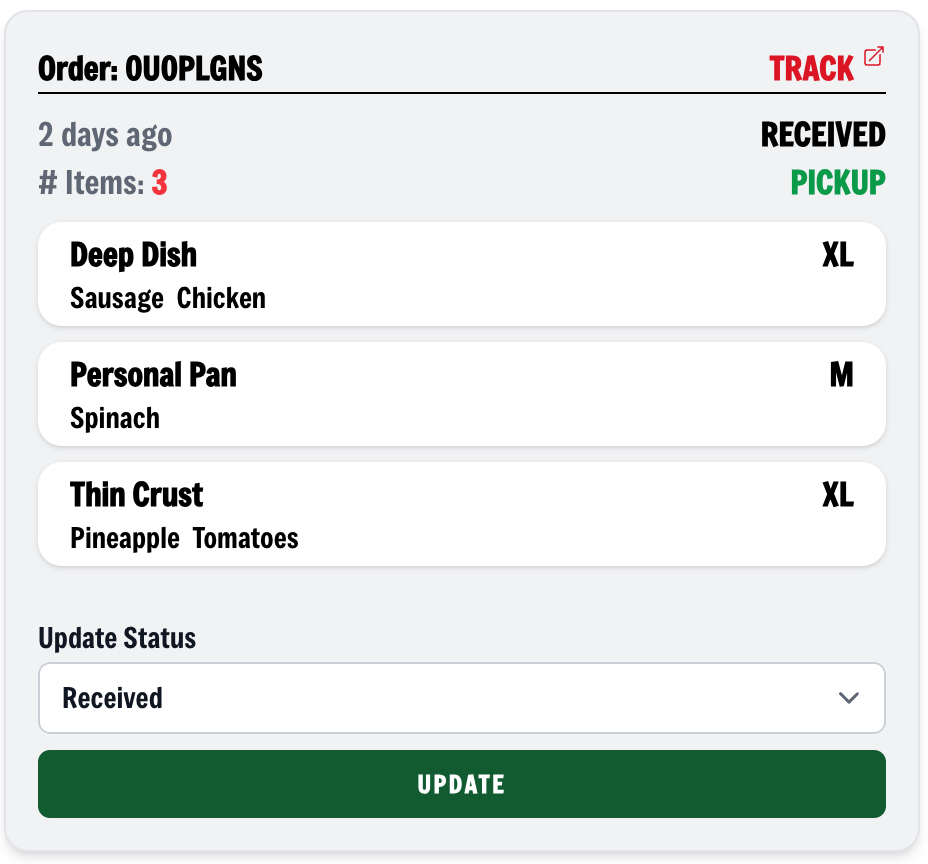 Order: OUOPLGNS TRACK
2 days ago RECEIVED
# Items: 3 PICKUP
Deep Dish XL
Sausage Chicken
Personal Pan M
Spinach
Thin Crust XL
Pineapple Tomatoes
Update Status
Received
UPDATE